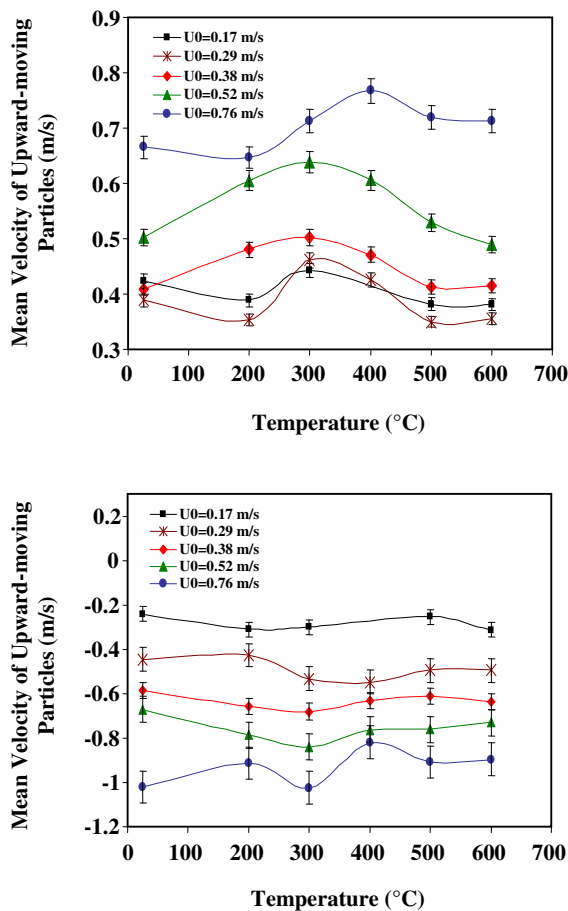 0.9
0.8
0.7
0.6
0.5
0.4
0.3
U0=0.17 m/s
U0=0.29 m/s
U0=0.38 m/s
U0=0.52 m/s
U0=0.76 m/s
Mean Velocity of Upward-moving
Particles (m/s)
0 100 200 300 400 500 600 700
Temperature (°C)
0.2
0
-0.2
-0.4
-0.6
-0.8
-1
-1.2
U0=0.17 m/s
U0=0.29 m/s
U0=0.38 m/s
U0=0.52 m/s
U0=0.76 m/s
Mean Velocity of Upward-moving
Particles (m/s)
0 100 200 300 400 500 600 700
Temperature (°C)